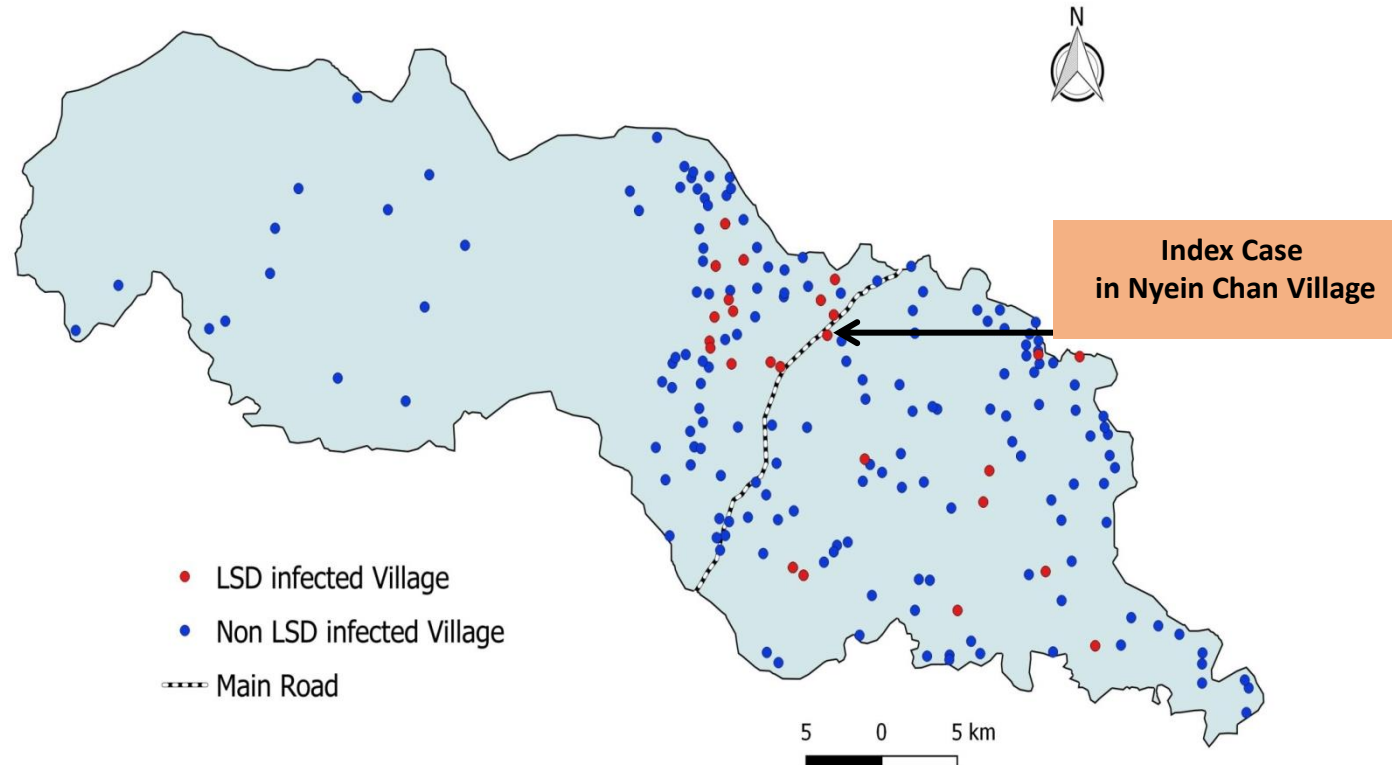 N
Index Case
in Nyein Chan Village
LSD infected Village
Non LSD infected Village
Main Road
5 0 5 km